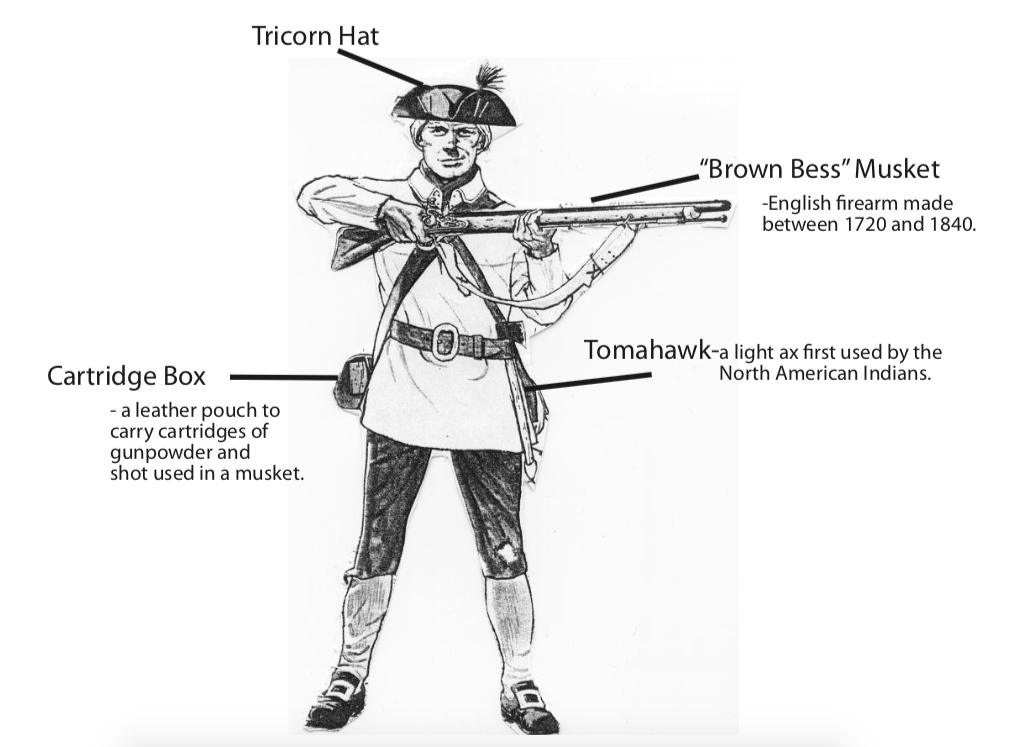 Tricorn Hat
“Brown Bess” Musket
-English firearm made
between 1720 and 1840.
Tomahawk-a light ax first used by the
North American Indians.
Cartridge Box
- a leather pouch to
carry cartridges of
gunpowder and
shot used in a musket.